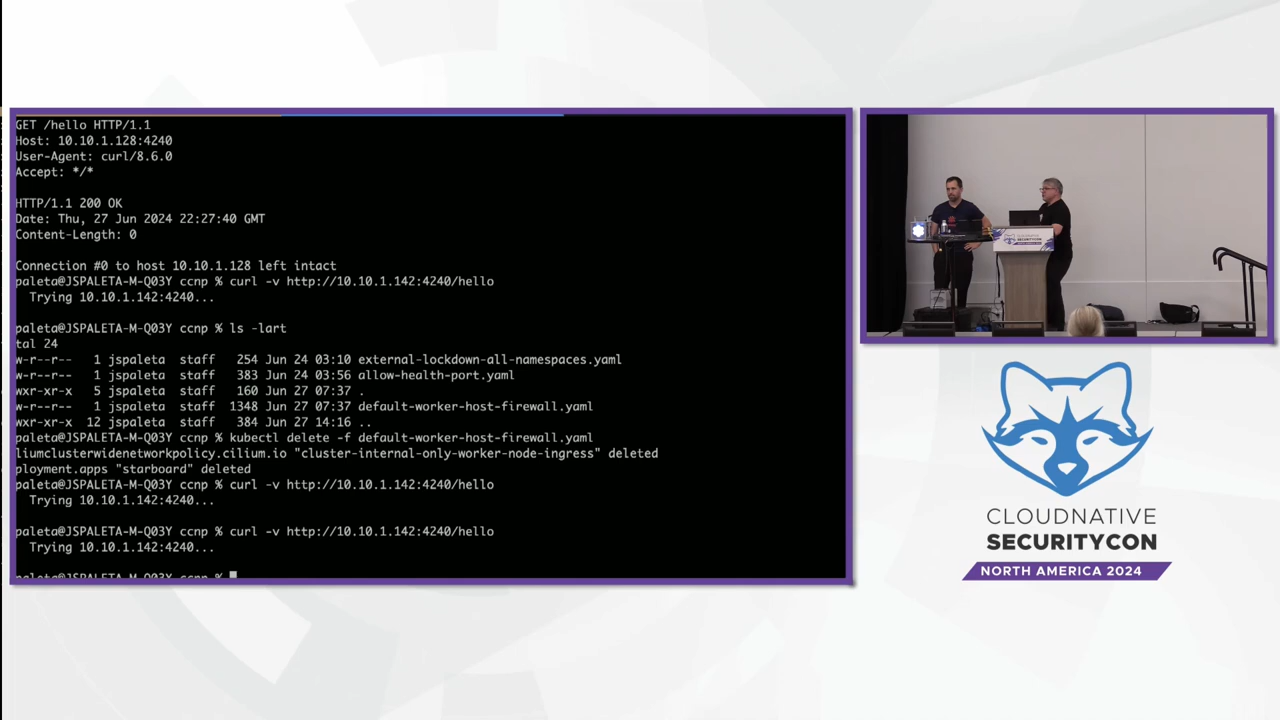 GET /hello HTTP/1.1
Host: 10.10.1.128:4240
User-Agent: curl/8.6.0
Accept: */*
HTTP/1.1 200 OK
Date: Thu, 27 Jun 2024 22:27:40 GMT
Content-Length: 0
Connection #0 to host 10.10.1.128 left intact
paleta@JSPALETA-M-Q03Y ccnp % curl -v http://10.10.1.142:4240/hello
Trying 10.10.1.142:4240...
paleta@JSPALETA-M-Q03Y ccnp % ls -lart
tal 24
w-r--r-- 1 jspaleta staff 254 Jun 24 03:10 external-lockdown-all-namespaces.yaml
w-r--r-- 1 jspaleta staff 383 Jun 24 03:56 allow-health-port.yaml
wxr-xr-x 5 jspaleta staff 160 Jun 27 07:37 .
w-r--r-- 1 jspaleta staff 1348 Jun 27 07:37 default-worker-host-firewall.yaml
wxr-xr-x 12 jspaleta staff 384 Jun 27 14:16 ..
paleta@JSPALETA-M-Q03Y ccnp % kubectl delete -f default-worker-host-firewall.yaml
liumclusterwidenetworkpolicy.cilium.io "cluster-internal-only-worker-node-ingress" deleted
ployment.apps "starboard" deleted
paleta@JSPALETA-M-Q03Y ccnp % curl -v http://10.10.1.142:4240/hello
Trying 10.10.1.142:4240...
paleta@JSPALETA-M-Q03Y ccnp % curl -v http://10.10.1.142:4240/hello
Trying 10.10.1.142:4240...
paleta@JSPALETA-M-Q03Y ccnp %
CLOUDNATIVE
SECURITYCON
CLOUDNATIVE
SECURITYCON
NORTH AMERICA 2024